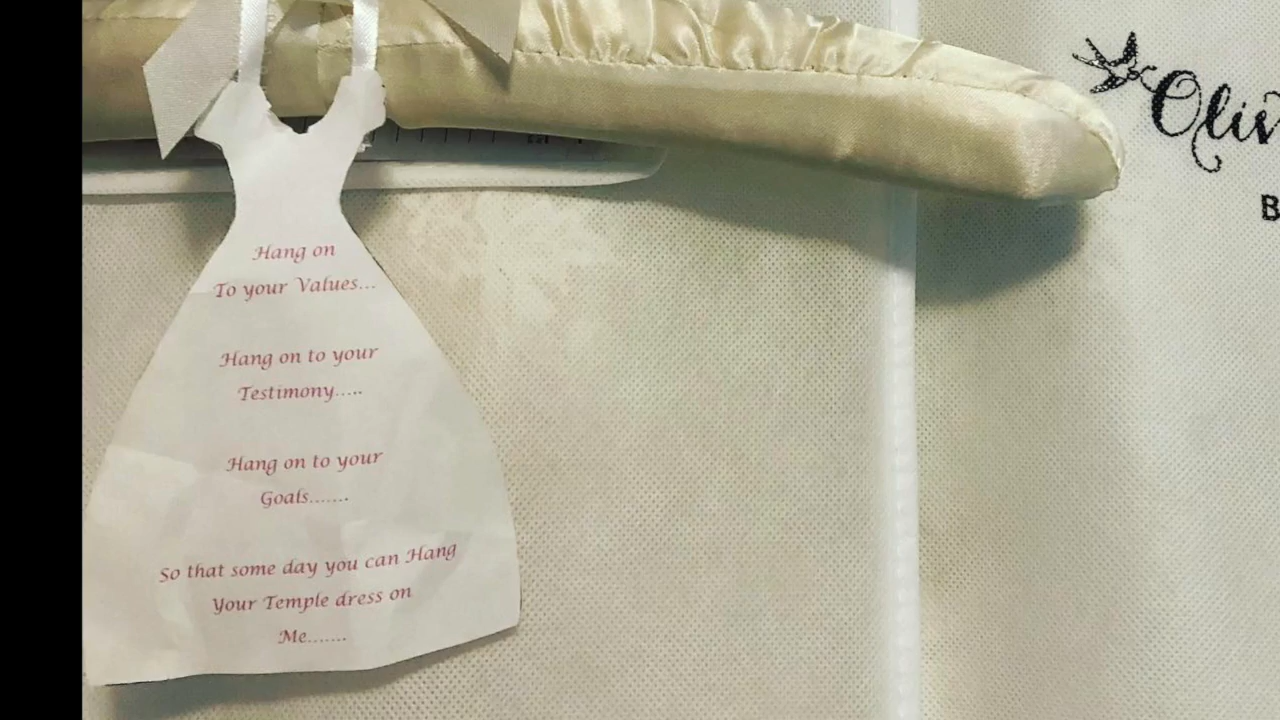 Hang on
To your Values...
Hang on to your
Testimony.....
Hang on to your
Goals.......
So that some day you can Hang
Your Temple dress on
Me.......
Oliv
B